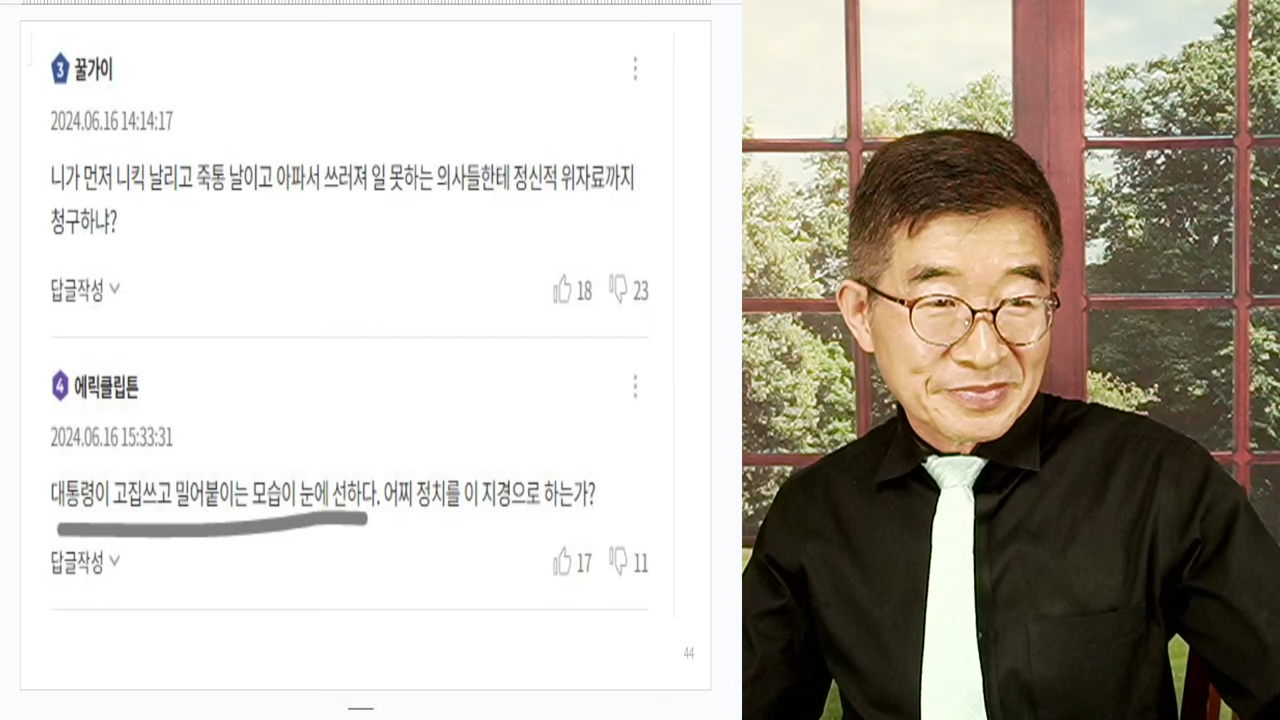 3 꿀가이
2024.06.16 14:14:17
니가 먼저 니킥 날리고 죽통 날이고 아파서 쓰러져 일 못하는 의사들한테 정신적 위자료까지
청구하냐?
답글작성 18 23
4 에릭클립튼
2024.06.16 15:33:31
대통령이 고집쓰고 밀어붙이는 모습이 눈에 선하다. 어찌 정치를 이 지경으로 하는가?
답글작성 17 11
44